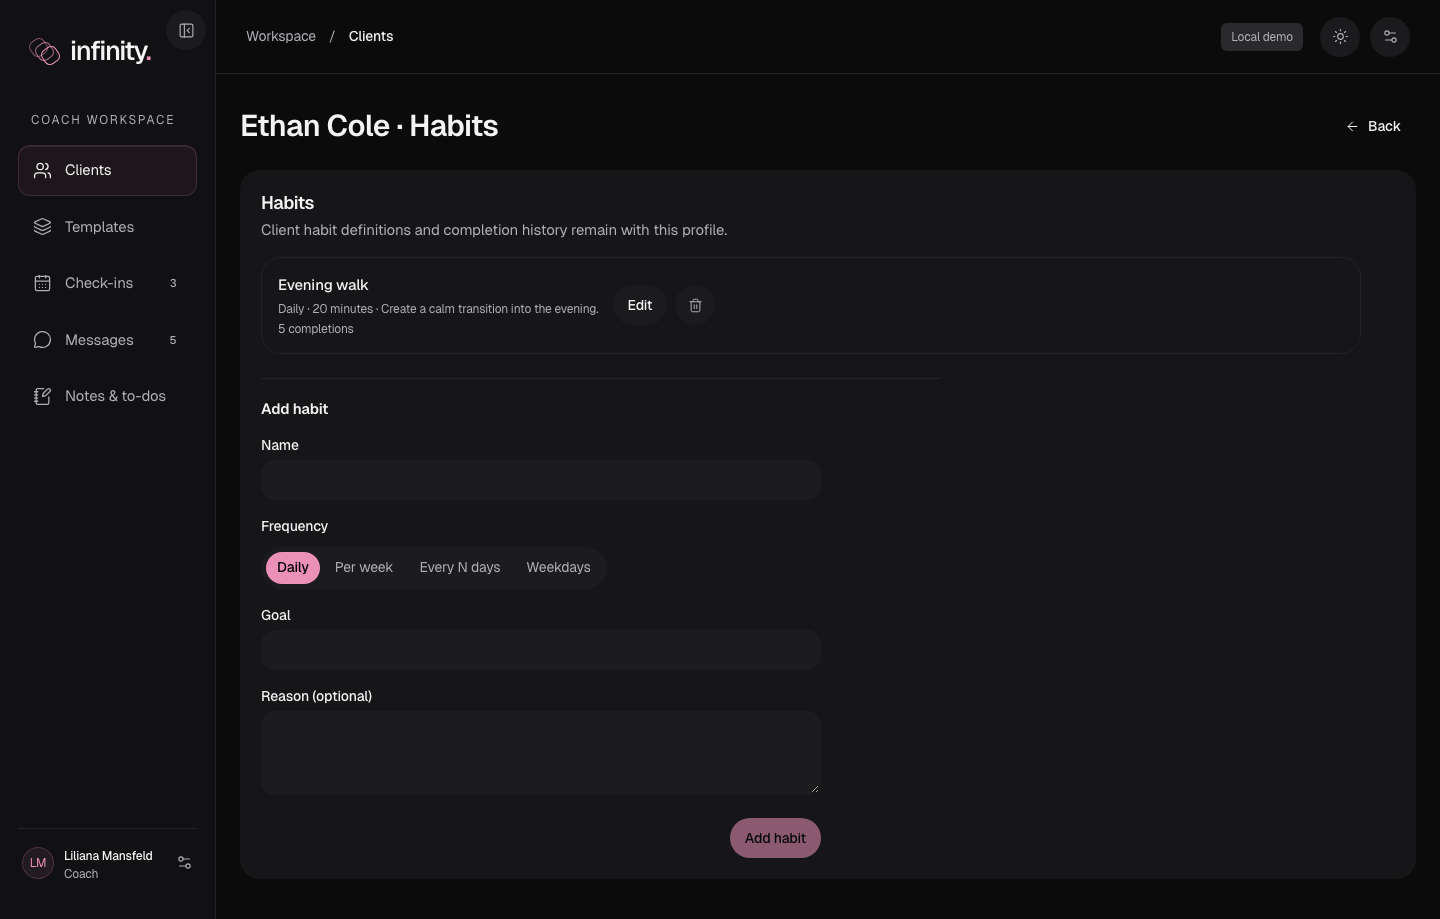 infinity.
Workspace / Clients
Local demo
COACH WORKSPACE
Clients
Templates
Check-ins 3
Messages 5
Notes & to-dos
LM
Liliana Mansfeld
Coach
Ethan Cole · Habits
Back
Habits
Client habit definitions and completion history remain with this profile.
Evening walk
Daily · 20 minutes · Create a calm transition into the evening.
5 completions
Edit
Add habit
Name
Frequency
Daily Per week Every N days Weekdays
Goal
Reason (optional)
Add habit